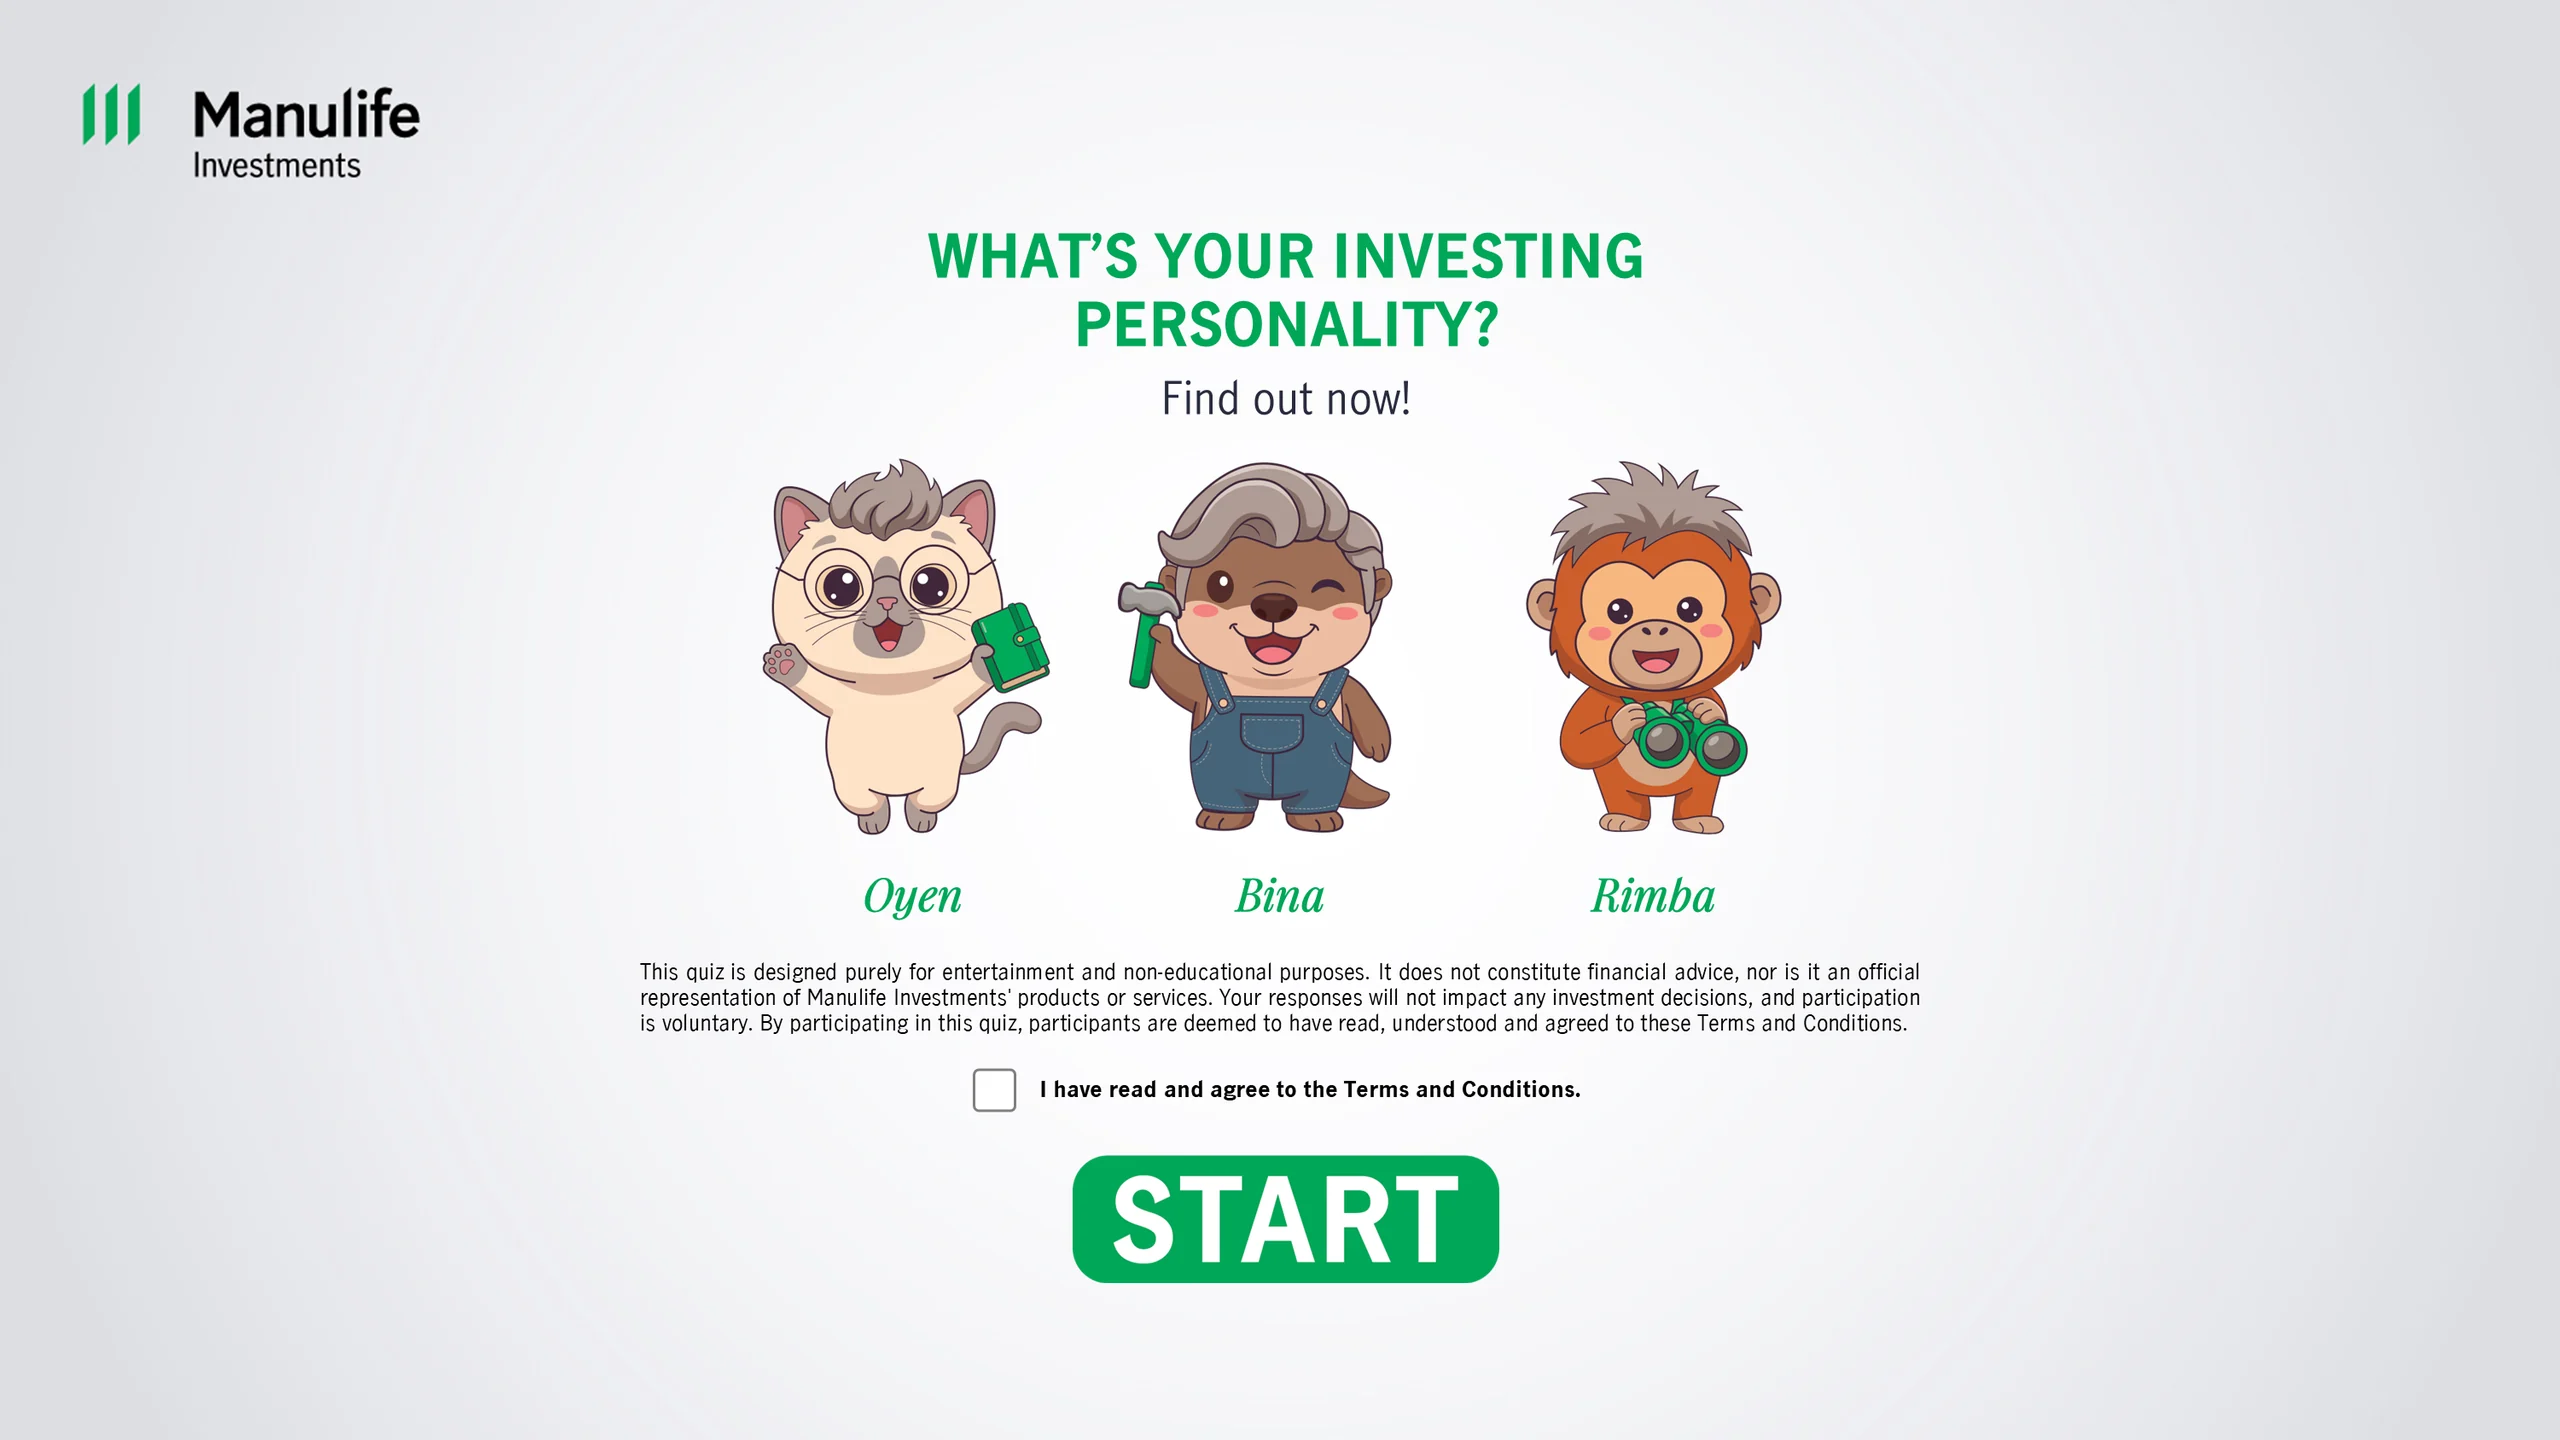 Manulife
Investments
WHAT'S YOUR INVESTING
PERSONALITY?
Find out now!
Oyen
Bina
Rimba
This quiz is designed purely for entertainment and non-educational purposes. It does not constitute financial advice, nor is it an official
representation of Manulife Investments' products or services. Your responses will not impact any investment decisions, and participation
is voluntary. By participating in this quiz, participants are deemed to have read, understood and agreed to these Terms and Conditions.
I have read and agree to the Terms and Conditions.
START